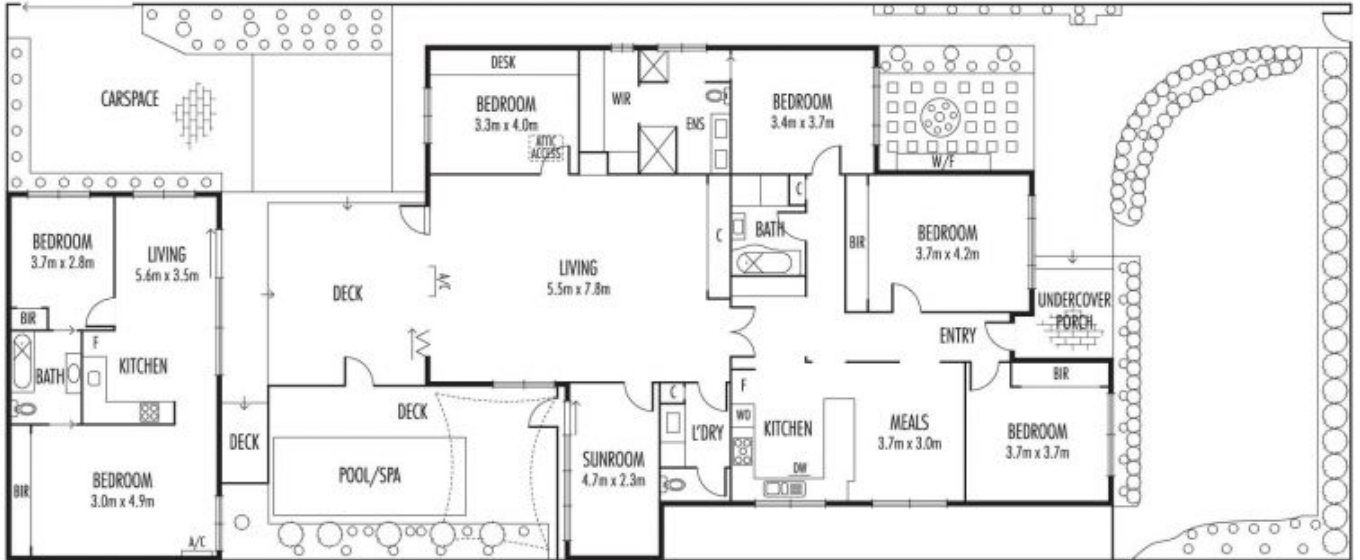 CARSPACE
BEDROOM
3.7m x 2.8m
LIVING
5.6m x 3.5m
BIR
F
BATH
KITCHEN
BIR
BEDROOM
3.0m x 4.9m
A/C
DECK
DECK
DECK
POOL/SPA
DESK
BEDROOM
3.3m x 4.0m
ATTIC
ACCESS
WIR
ENS
BEDROOM
3.4m x 3.7m
W/F
A/C
LIVING
5.5m x 7.8m
C
C
BATH
BIR
BEDROOM
3.7m x 4.2m
UNDERCOVER
PORCH
ENTRY
SUNROOM
4.7m x 2.3m
C
L'DRY
F
WO
KITCHEN
DW
MEALS
3.7m x 3.0m
BIR
BEDROOM
3.7m x 3.7m